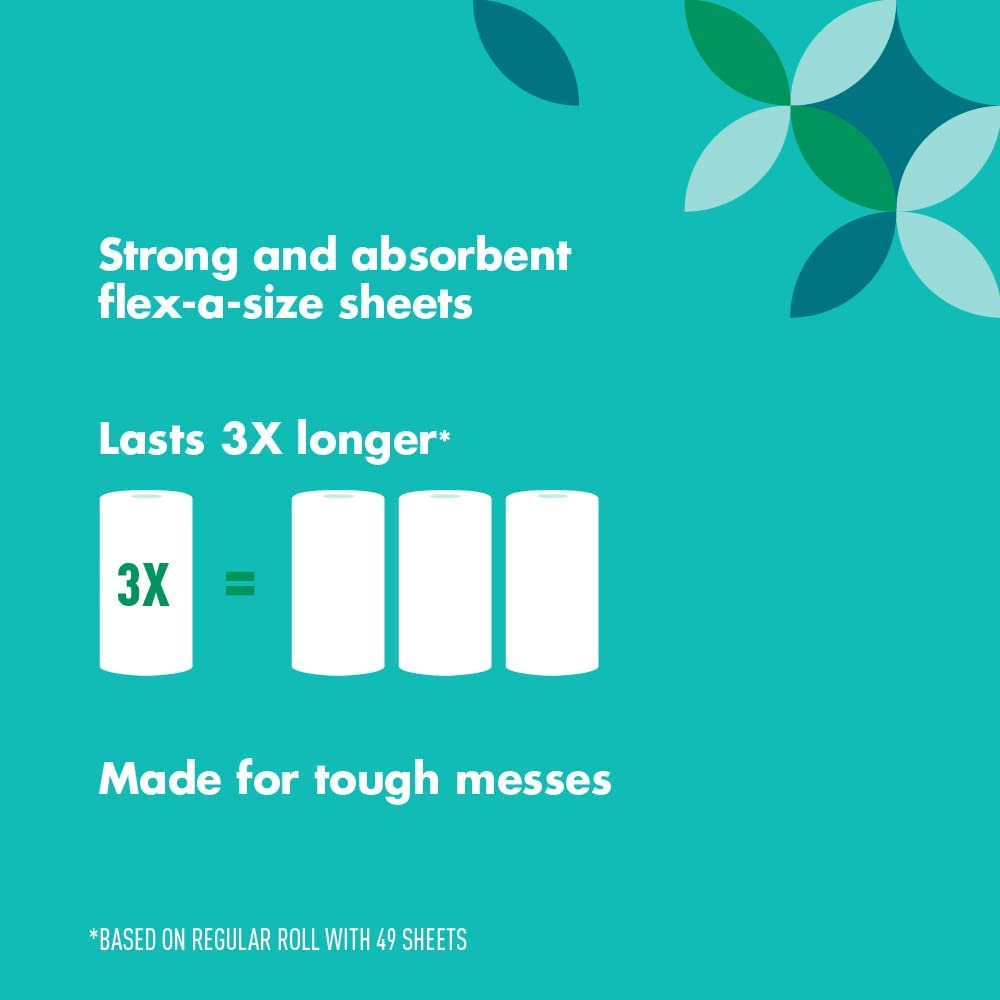 Strong and absorbent
flex-a-size sheets
Lasts 3X longer*
3X =
Made for tough messes
*BASED ON REGULAR ROLL WITH 49 SHEETS